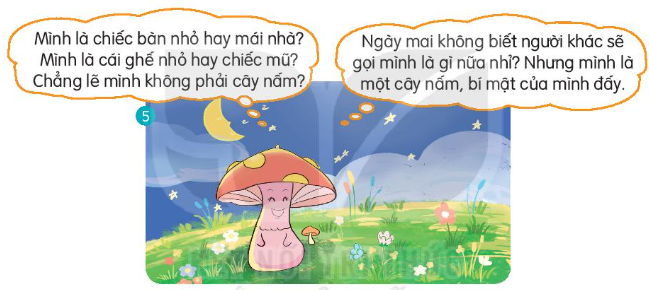 Mình là chiếc bàn nhỏ hay mái nhà?
Mình là cái ghế nhỏ hay chiếc mũ?
Chẳng lẽ mình không phải cây nấm?
Ngày mai không biết người khác sẽ
gọi mình là gì nữa nhỉ? Nhưng mình là
một cây nấm, bí mật của mình đấy.
5